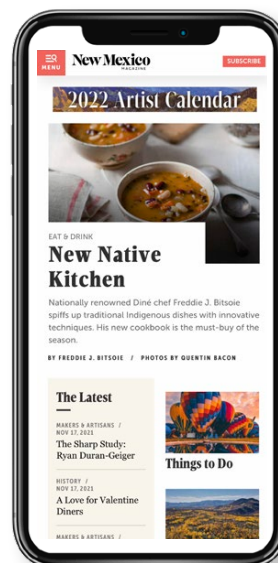 MENU
New Mexico
MAGAZINE
SUBSCRIBE
2022 Artist Calendar
EAT & DRINK
New Native
Kitchen
Nationally renowned Diné chef Freddie J. Bitsoie
spiffs up traditional Indigenous dishes with innovative
techniques. His new cookbook is the must-buy of the
season.
BY FREDDIE J. BITSOIE / PHOTOS BY QUENTIN BACON
The Latest
MAKERS & ARTISANS /
NOV 17, 2021
The Sharp Study:
Ryan Duran-Geiger
HISTORY /
NOV 17, 2021
A Love for Valentine
Diners
MAKERS & ARTISANS /
Things to Do